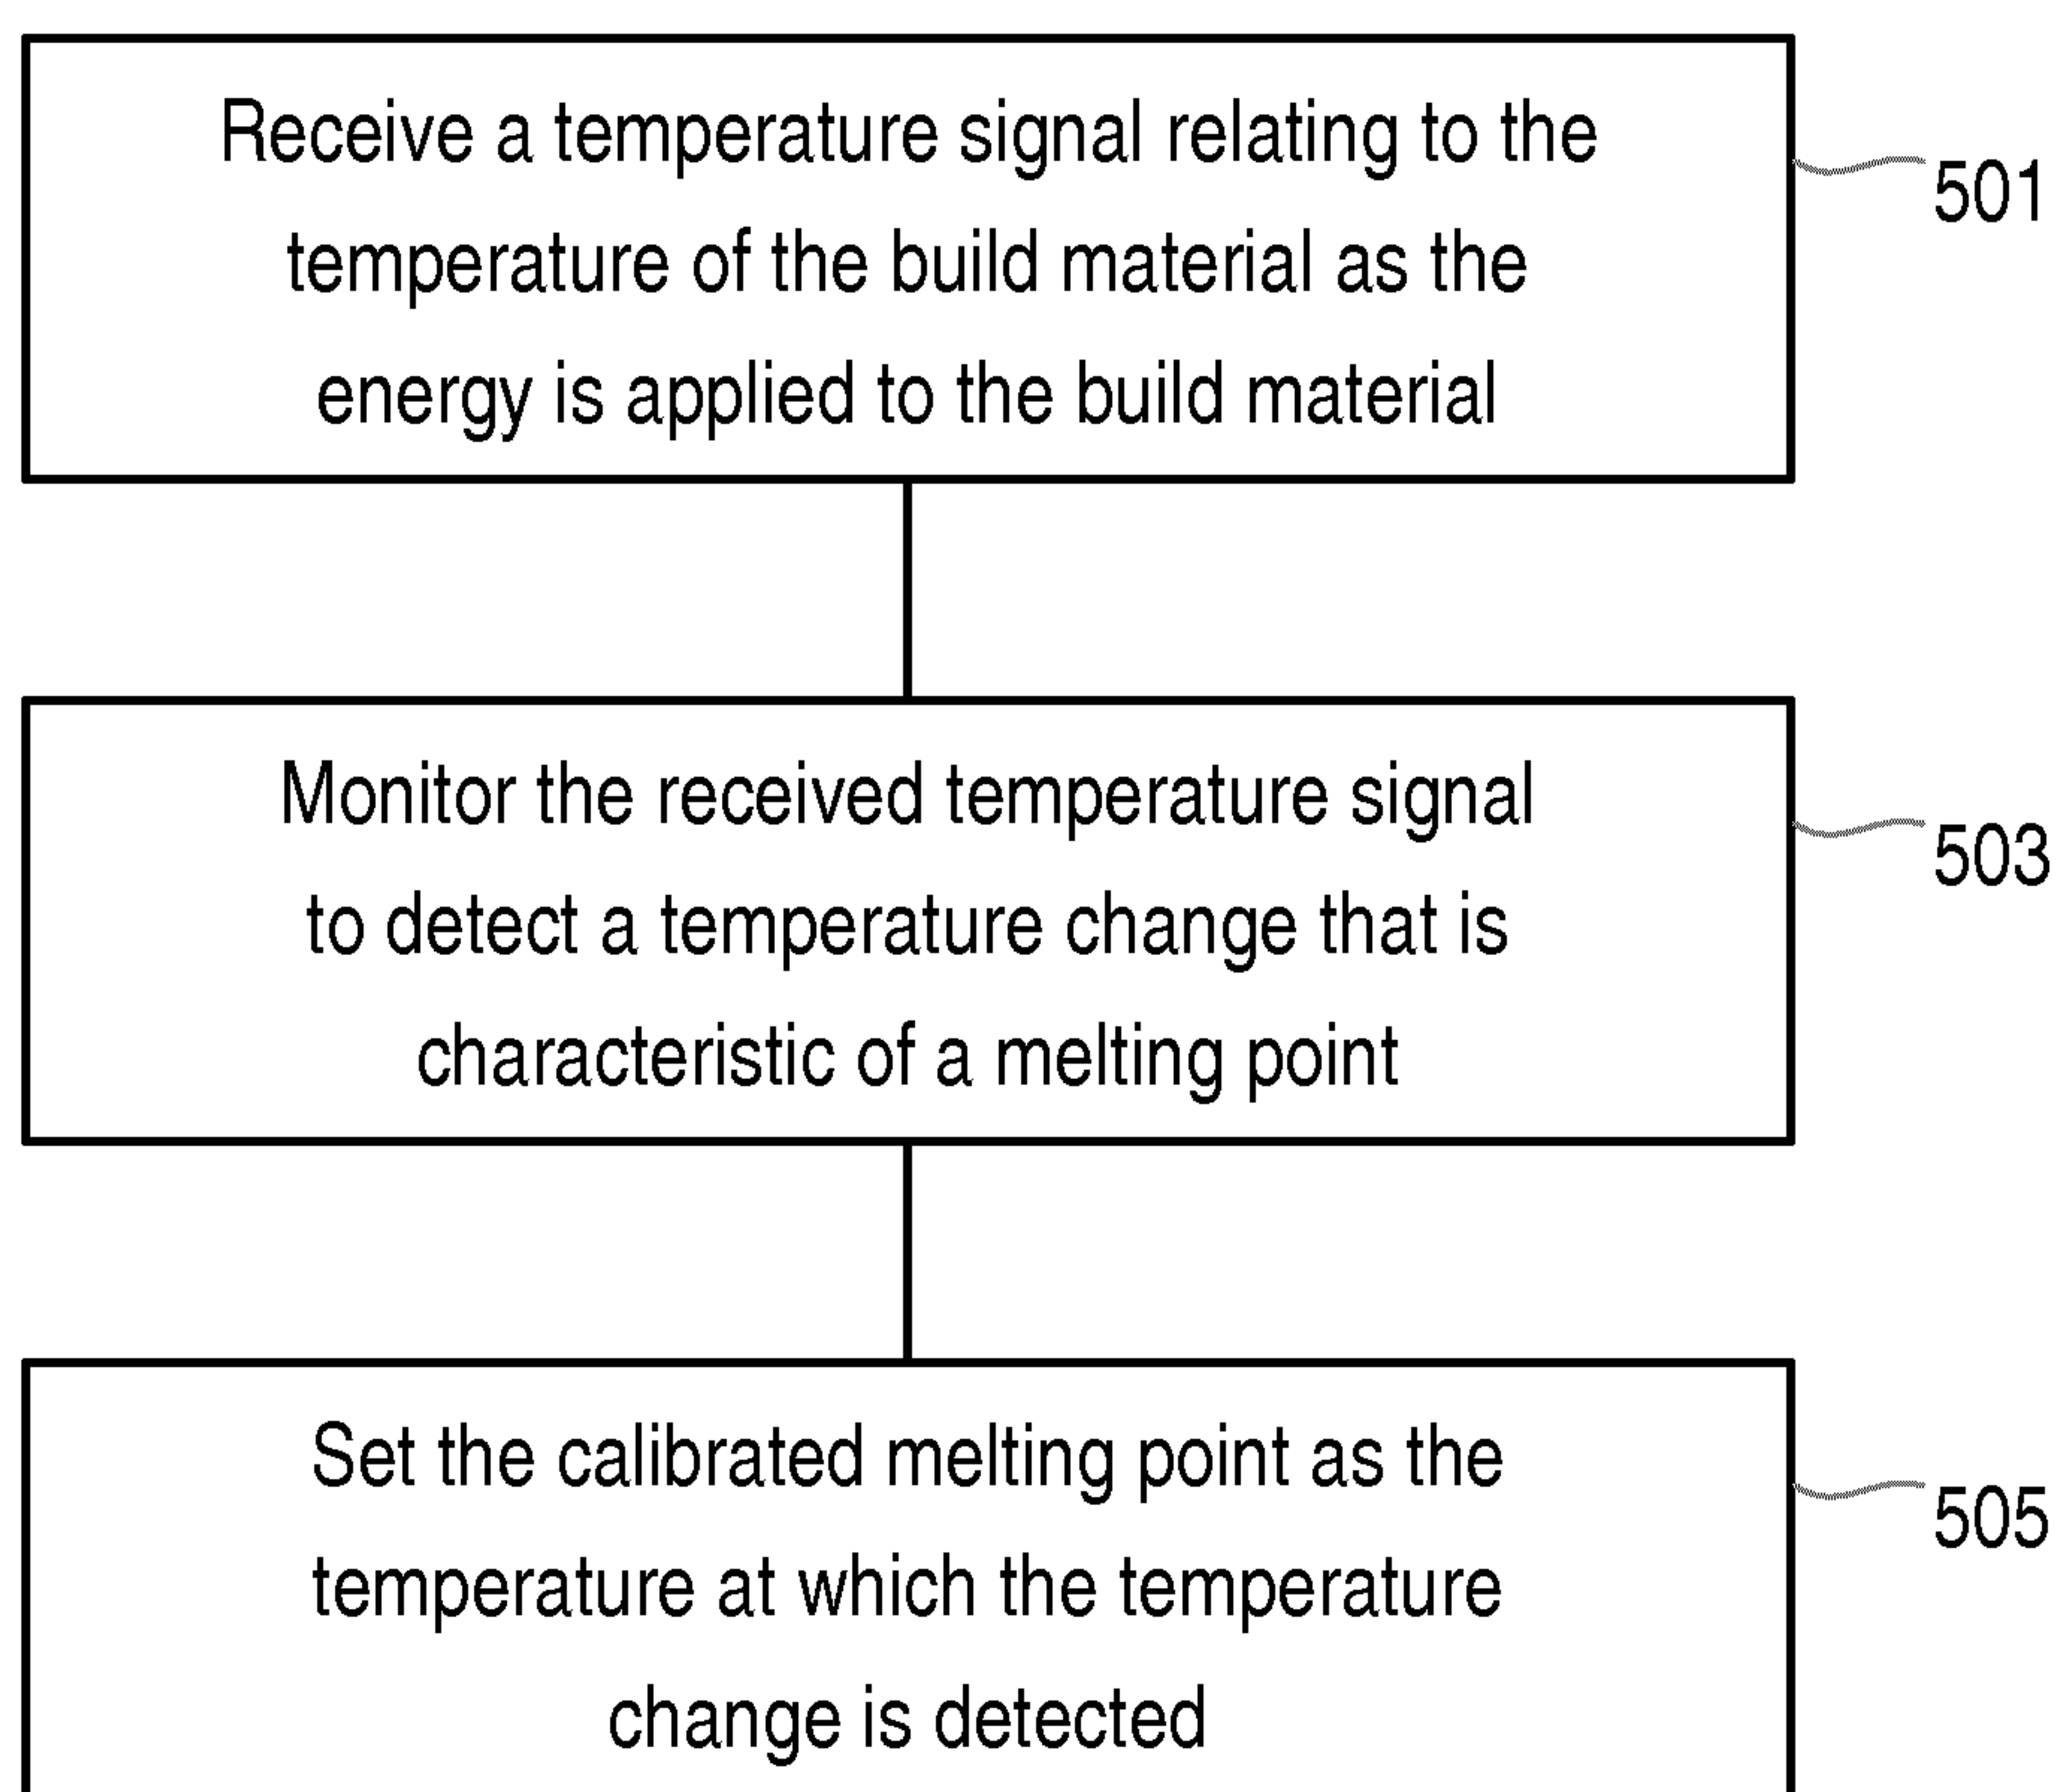 Receive a temperature signal relating to the
temperature of the build material as the
energy is applied to the build material
501
Monitor the received temperature signal
to detect a temperature change that is
characteristic of a melting point
503
Set the calibrated melting point as the
temperature at which the temperature
change is detected
505